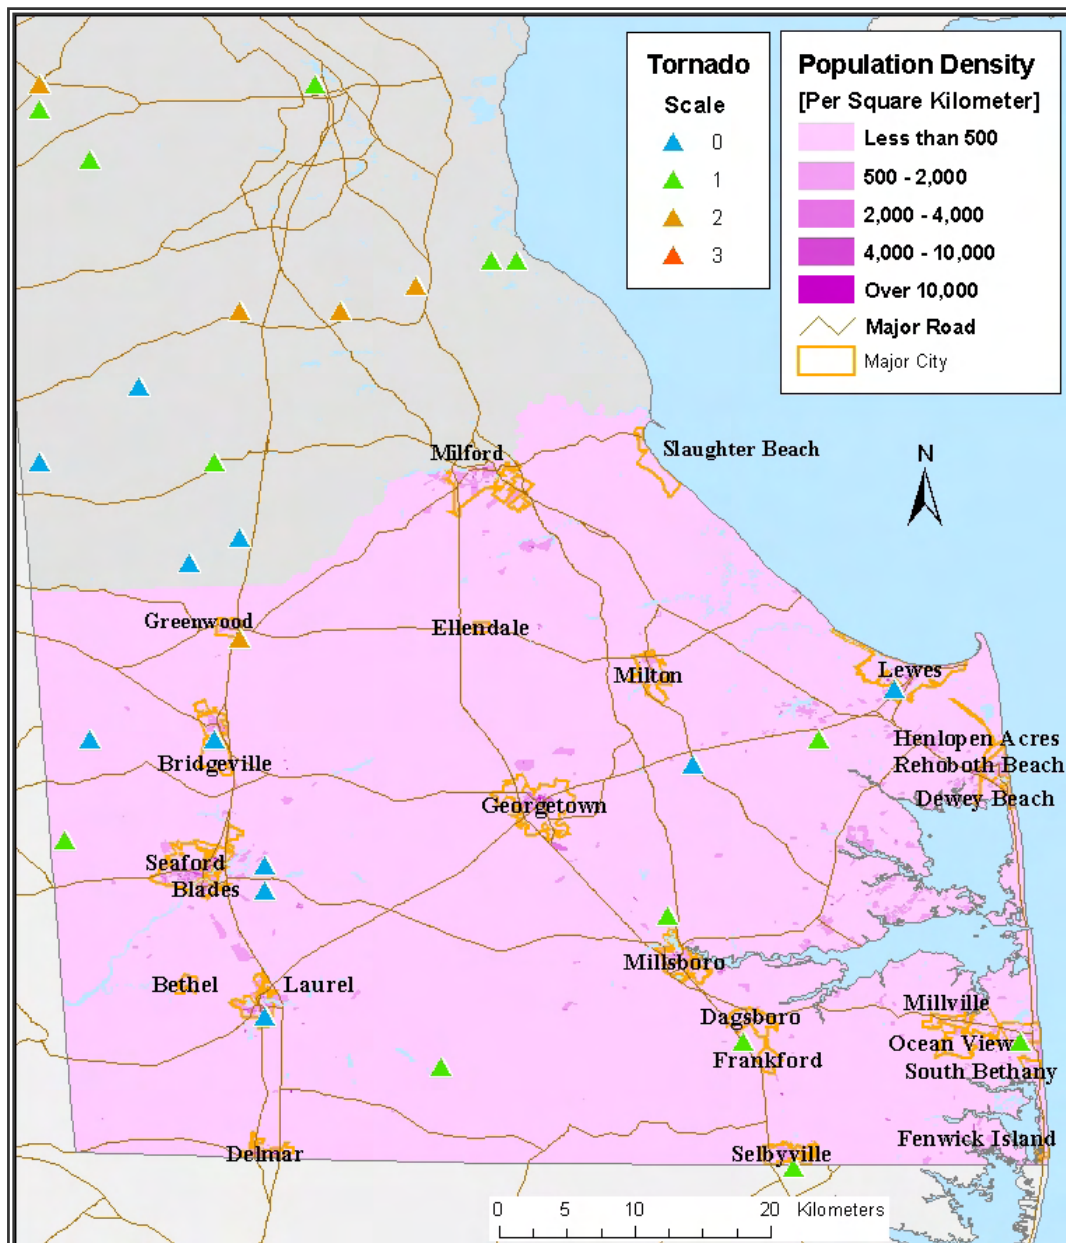 Tornado
Scale
0
1
2
3
Population Density
[Per Square Kilometer]
Less than 500
500 - 2,000
2,000 - 4,000
4,000 - 10,000
Over 10,000
Major Road
Major City
Milford
Slaughter Beach
N
Greenwood
Ellendale
Milton
Lewes
Bridgeville
Henlopen Acres
Rehoboth Beach
Dewey Beach
Georgetown
Seaford
Blades
Millsboro
Bethel
Laurel
Millville
Dagsboro
Ocean View
Frankford
South Bethany
Fenwick Island
Delmar
Selbyville
0 5 10 20 Kilometers